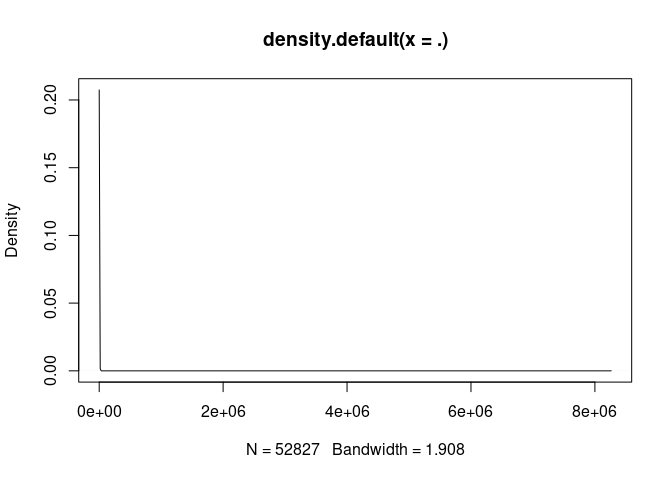 density.default(x = .)
Density
0.20
0.15
0.10
0.05
0.00
0e+00 2e+06 4e+06 6e+06 8e+06
N = 52827 Bandwidth = 1.908